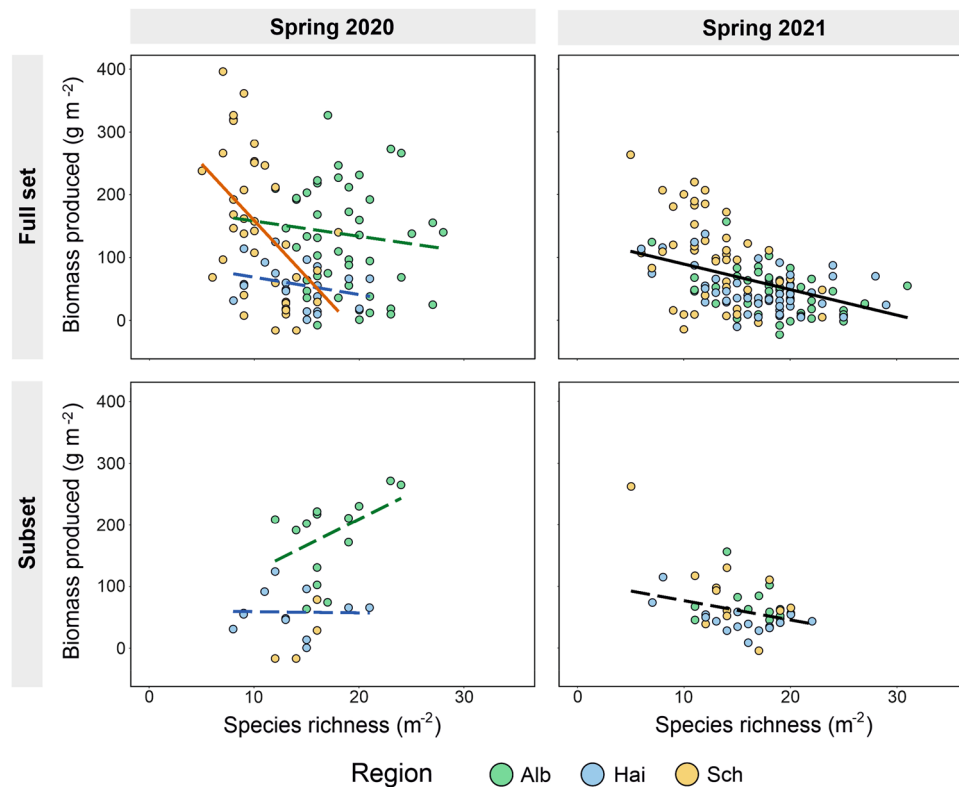 Spring 2020
Spring 2021
Full set
Biomass produced (g m⁻²)
400
300
200
100
0
Subset
Biomass produced (g m⁻²)
400
300
200
100
0
0 10 20 30
0 10 20 30
Species richness (m⁻²)
Species richness (m⁻²)
Region Alb Hai Sch